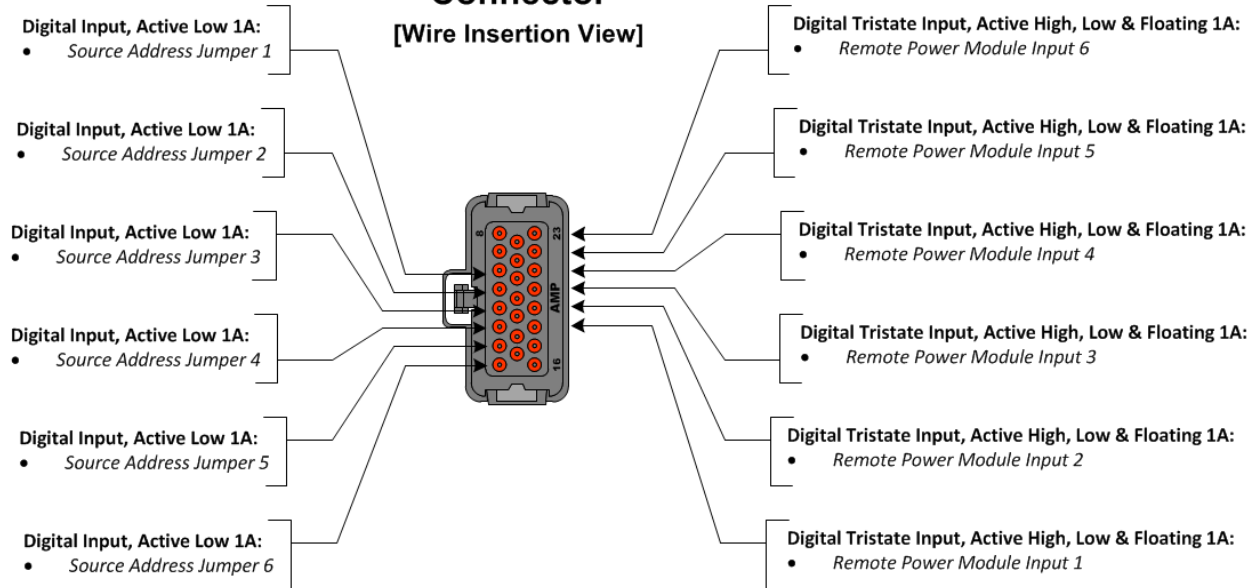 Connector
[Wire Insertion View]
Digital Input, Active Low 1A:
• Source Address Jumper 1
Digital Input, Active Low 1A:
• Source Address Jumper 2
Digital Input, Active Low 1A:
• Source Address Jumper 3
Digital Input, Active Low 1A:
• Source Address Jumper 4
Digital Input, Active Low 1A:
• Source Address Jumper 5
Digital Input, Active Low 1A:
• Source Address Jumper 6
8
23
AMP
16
Digital Tristate Input, Active High, Low & Floating 1A:
• Remote Power Module Input 6
Digital Tristate Input, Active High, Low & Floating 1A:
• Remote Power Module Input 5
Digital Tristate Input, Active High, Low & Floating 1A:
• Remote Power Module Input 4
Digital Tristate Input, Active High, Low & Floating 1A:
• Remote Power Module Input 3
Digital Tristate Input, Active High, Low & Floating 1A:
• Remote Power Module Input 2
Digital Tristate Input, Active High, Low & Floating 1A:
• Remote Power Module Input 1